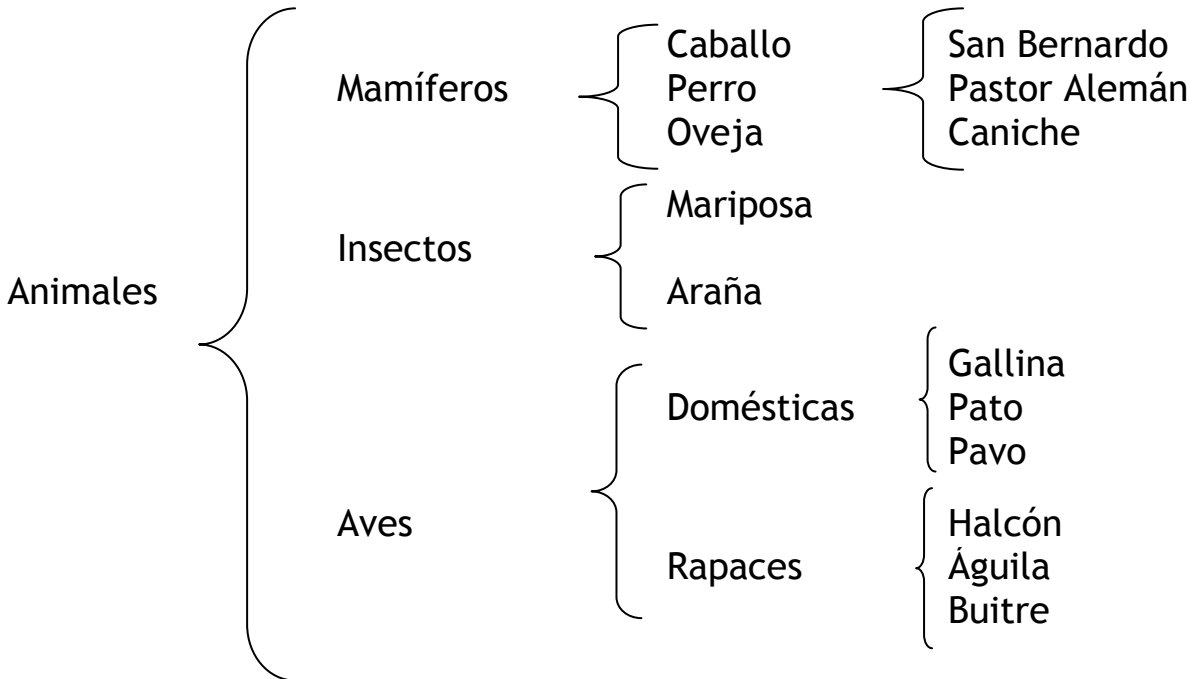 Animales
Mamíferos
Caballo
Perro
Oveja
San Bernardo
Pastor Alemán
Caniche
Insectos
Mariposa
Araña
Aves
Domésticas
Gallina
Pato
Pavo
Rapaces
Halcón
Águila
Buitre